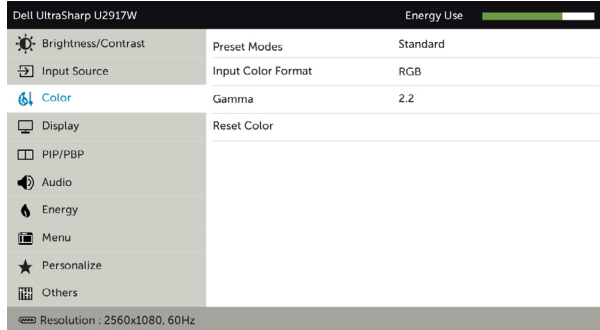 Dell UltraSharp U2917W Energy Use
Brightness/Contrast Preset Modes Standard
Input Source Input Color Format RGB
Color Gamma 2.2
Display Reset Color
PIP/PBP
Audio
Energy
Menu
Personalize
Others
Resolution : 2560x1080, 60Hz